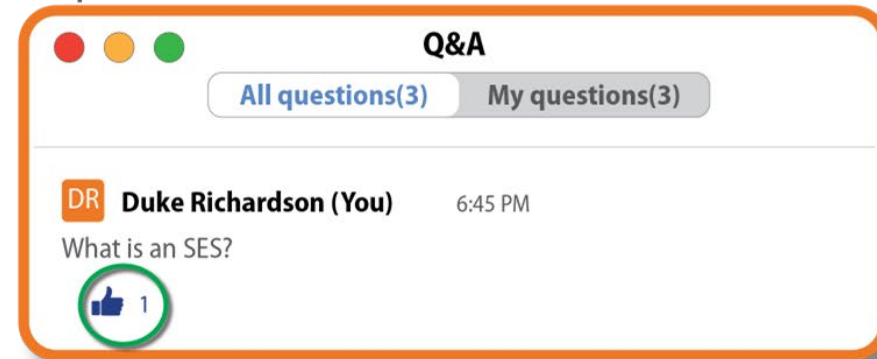 Q&A
All questions(3) My questions(3)
DR Duke Richardson (You) 6:45 PM
What is an SES?
1